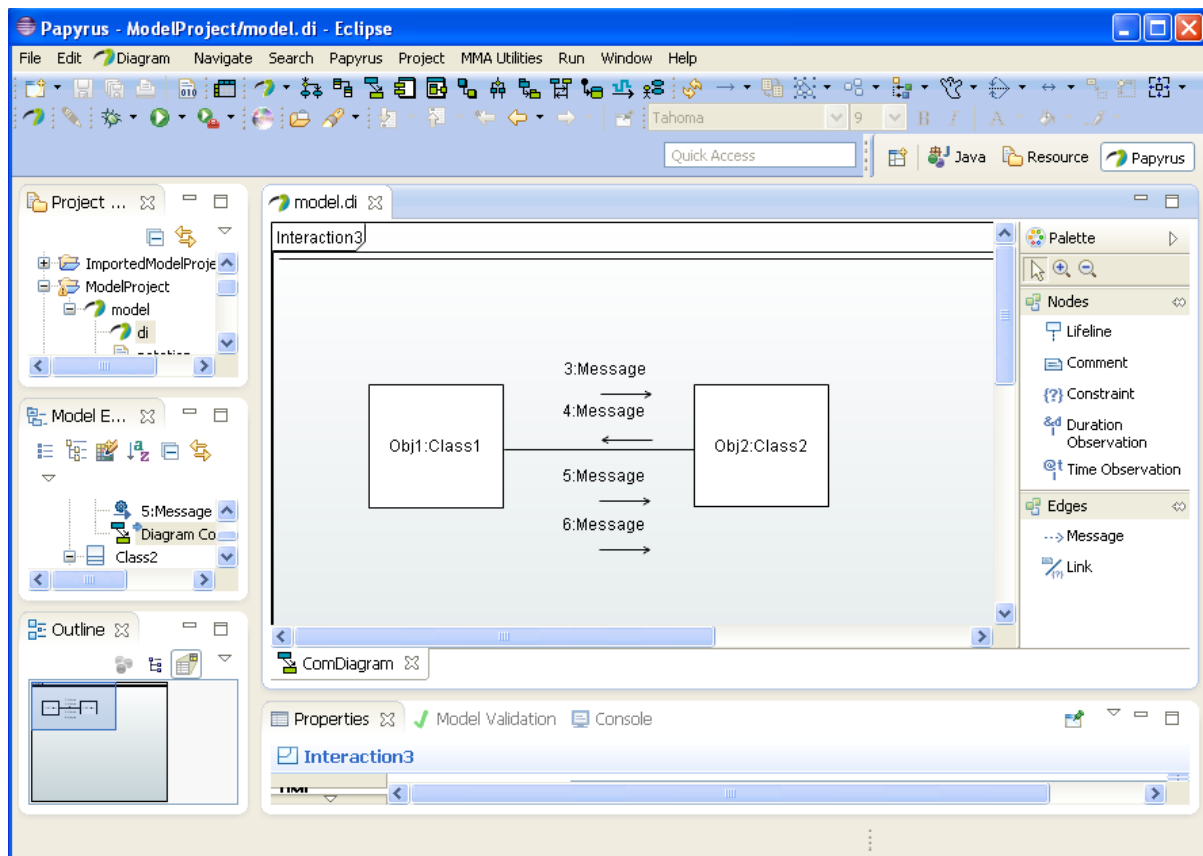 Papyrus - ModelProject/model.di - Eclipse
File Edit Diagram Navigate Search Papyrus Project MMA Utilities Run Window Help
010
Tahoma 9 B I A
Quick Access
Java Resource Papyrus
Project ...
ImportedModelProje
ModelProject
model
di
Model E...
5:Message
Diagram Co
Class2
Outline
model.di
Interaction3
3:Message
4:Message
Obj1:Class1
Obj2:Class2
5:Message
6:Message
ComDiagram
Palette
Nodes
Lifeline
Comment
{?} Constraint
&d Duration Observation
@t Time Observation
Edges
Message
Link
Properties Model Validation Console
Interaction3